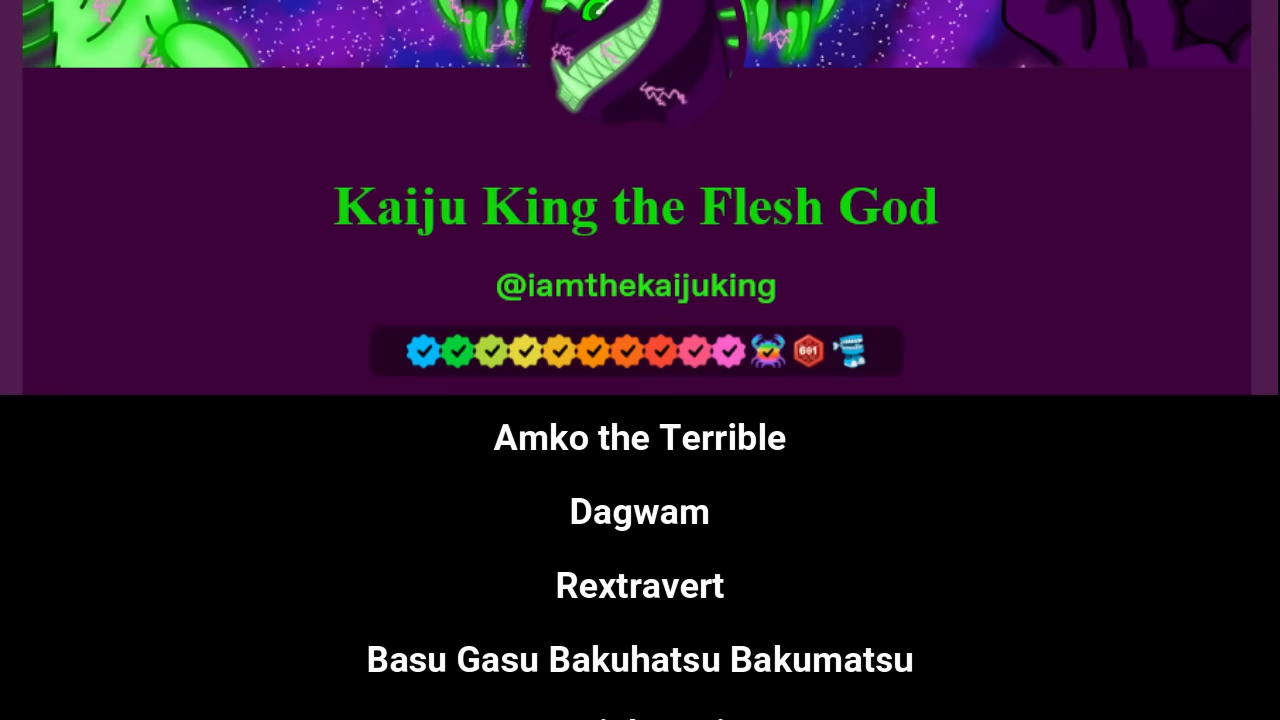 Kaiju King the Flesh God
@iamthekaijuking
Amko the Terrible
Dagwam
Rextravert
Basu Gasu Bakuhatsu Bakumatsu